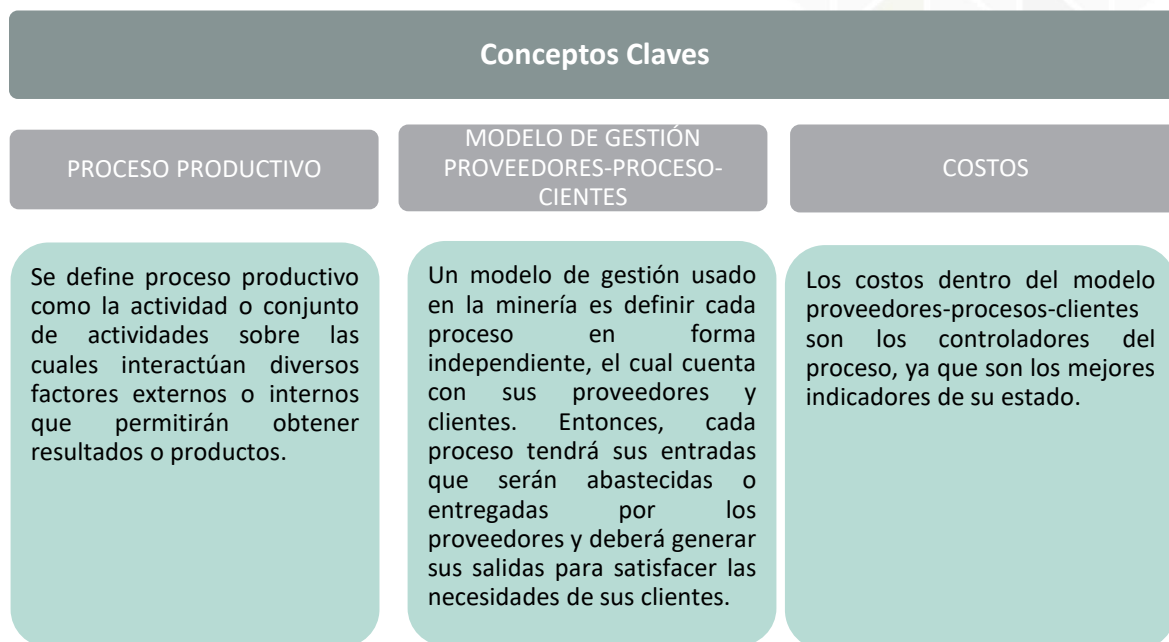 Conceptos Claves
PROCESO PRODUCTIVO
MODELO DE GESTIÓN
PROVEEDORES-PROCESO-
CIENTES
COSTOS
Se define proceso productivo
como la actividad o conjunto
de actividades sobre las
cuales interactúan diversos
factores externos o internos
que permitirán obtener
resultados o productos.
Un modelo de gestión usado
en la minería es definir cada
proceso en forma
independiente, el cual cuenta
con sus proveedores y
clientes. Entonces, cada
proceso tendrá sus entradas
que serán abastecidas o
entregadas por los
proveedores y deberá generar
sus salidas para satisfacer las
necesidades de sus clientes.
Los costos dentro del modelo
proveedores-procesos-clientes
son los controladores del
proceso, ya que son los mejores
indicadores de su estado.